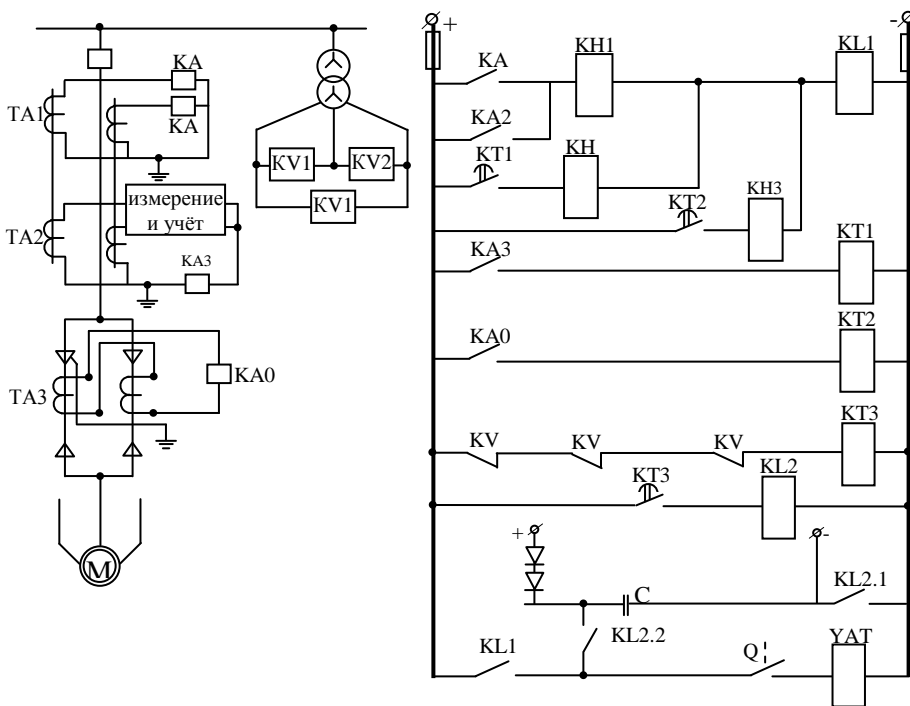 KA
KA
TA1
KV1
KV2
KV1
измерение
и учёт
TA2
KA3
TA3
KA0
M
+
-
KA
KH1
KL1
KA2
KT1
KH
KT2
KH3
KA3
KT1
KA0
KT2
KV
KV
KV
KT3
KT3
KL2
+
-
C
KL2.1
KL2.2
KL1
Q
YAT